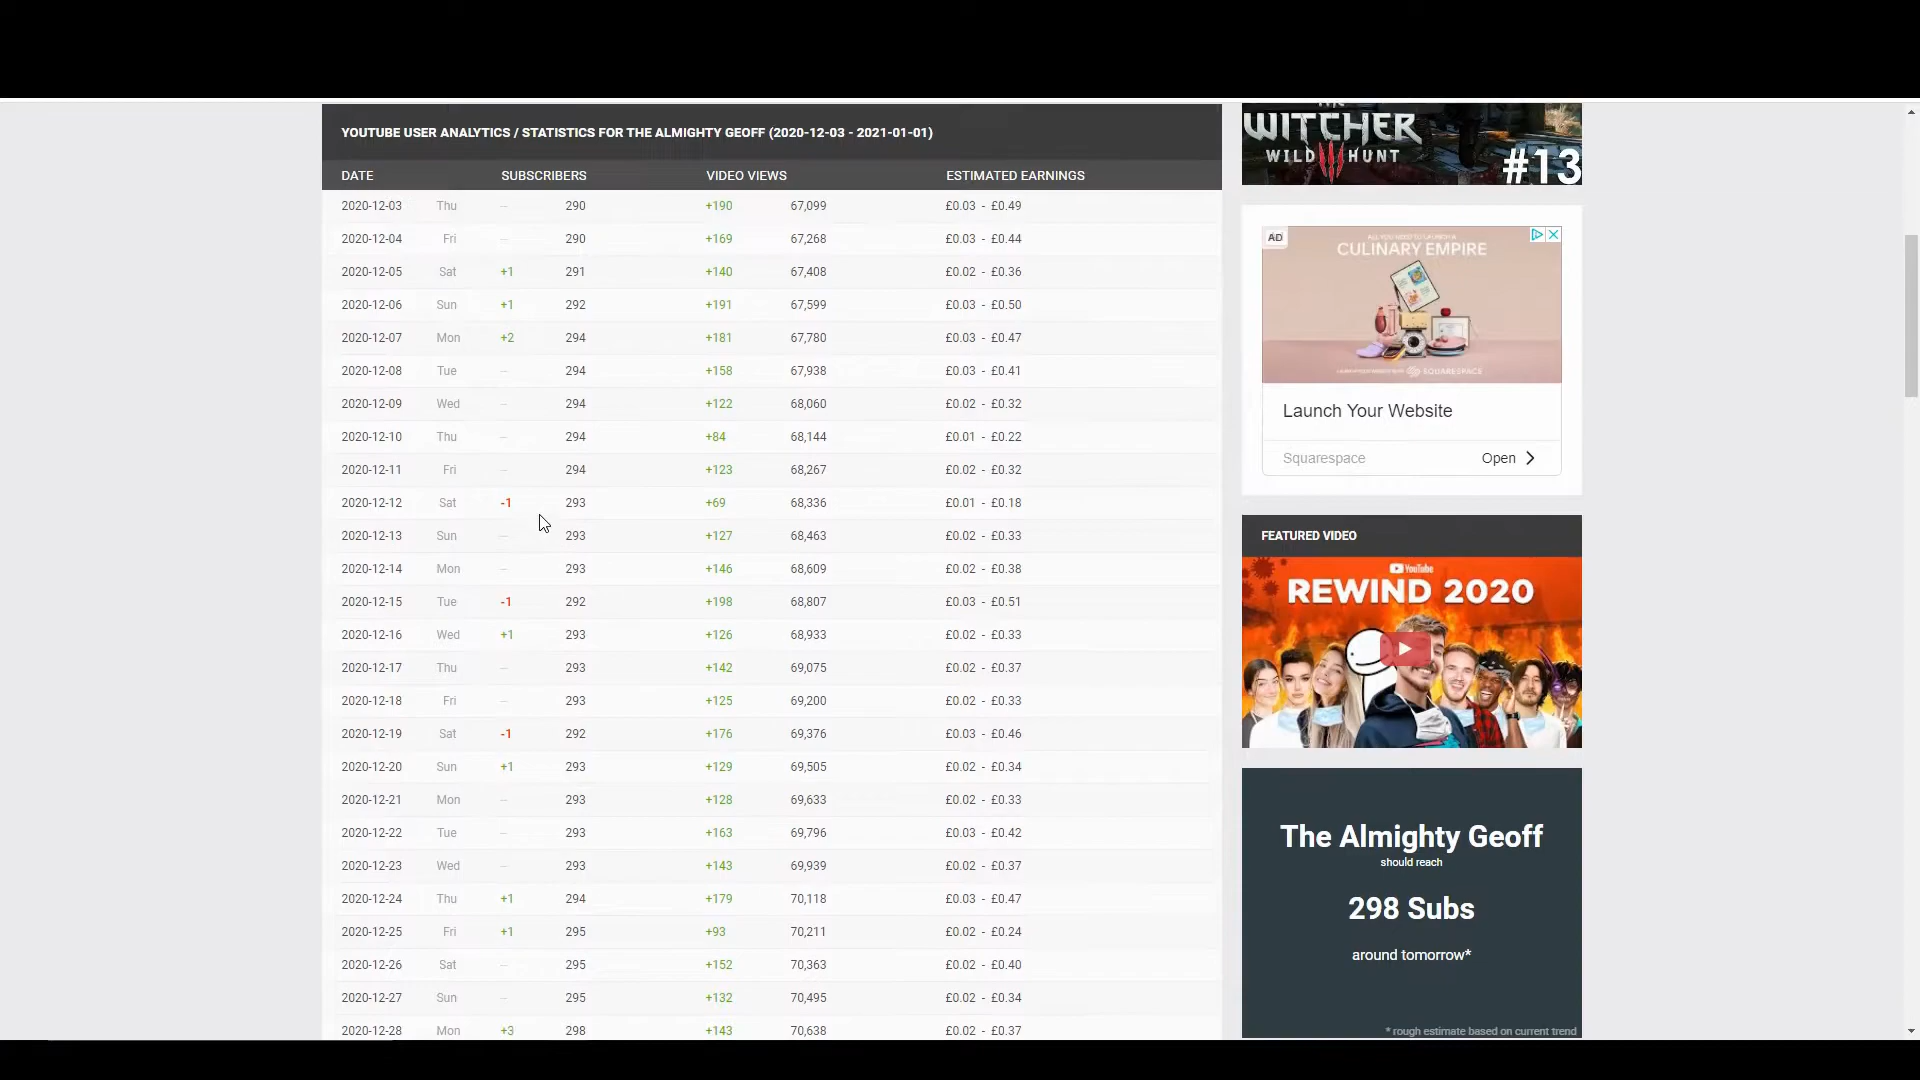 YOUTUBE USER ANALYTICS / STATISTICS FOR THE ALMIGHTY GEOFF (2020-12-03 - 2021-01-01)
DATE SUBSCRIBERS VIDEO VIEWS ESTIMATED EARNINGS
2020-12-03 Thu -- 290 +190 67,099 £0.03 - £0.49
2020-12-04 Fri -- 290 +169 67,268 £0.03 - £0.44
2020-12-05 Sat +1 291 +140 67,408 £0.02 - £0.36
2020-12-06 Sun +1 292 +191 67,599 £0.03 - £0.50
2020-12-07 Mon +2 294 +181 67,780 £0.03 - £0.47
2020-12-08 Tue -- 294 +158 67,938 £0.03 - £0.41
2020-12-09 Wed -- 294 +122 68,060 £0.02 - £0.32
2020-12-10 Thu -- 294 +84 68,144 £0.01 - £0.22
2020-12-11 Fri -- 294 +123 68,267 £0.02 - £0.32
2020-12-12 Sat -1 293 +69 68,336 £0.01 - £0.18
2020-12-13 Sun -- 293 +127 68,463 £0.02 - £0.33
2020-12-14 Mon -- 293 +146 68,609 £0.02 - £0.38
2020-12-15 Tue -1 292 +198 68,807 £0.03 - £0.51
2020-12-16 Wed +1 293 +126 68,933 £0.02 - £0.33
2020-12-17 Thu -- 293 +142 69,075 £0.02 - £0.37
2020-12-18 Fri -- 293 +125 69,200 £0.02 - £0.33
2020-12-19 Sat -1 292 +176 69,376 £0.03 - £0.46
2020-12-20 Sun +1 293 +129 69,505 £0.02 - £0.34
2020-12-21 Mon -- 293 +128 69,633 £0.02 - £0.33
2020-12-22 Tue -- 293 +163 69,796 £0.03 - £0.42
2020-12-23 Wed -- 293 +143 69,939 £0.02 - £0.37
2020-12-24 Thu +1 294 +179 70,118 £0.03 - £0.47
2020-12-25 Fri +1 295 +93 70,211 £0.02 - £0.24
2020-12-26 Sat -- 295 +152 70,363 £0.02 - £0.40
2020-12-27 Sun -- 295 +132 70,495 £0.02 - £0.34
2020-12-28 Mon +3 298 +143 70,638 £0.02 - £0.37
WITCHER
WILD HUNT
#13
AD
ALL YOU NEED TO LAUNCH A
CULINARY EMPIRE
SQUARESPACE
Launch Your Website
Squarespace Open
FEATURED VIDEO
YouTube
REWIND 2020
The Almighty Geoff
should reach
298 Subs
around tomorrow*
* rough estimate based on current trend